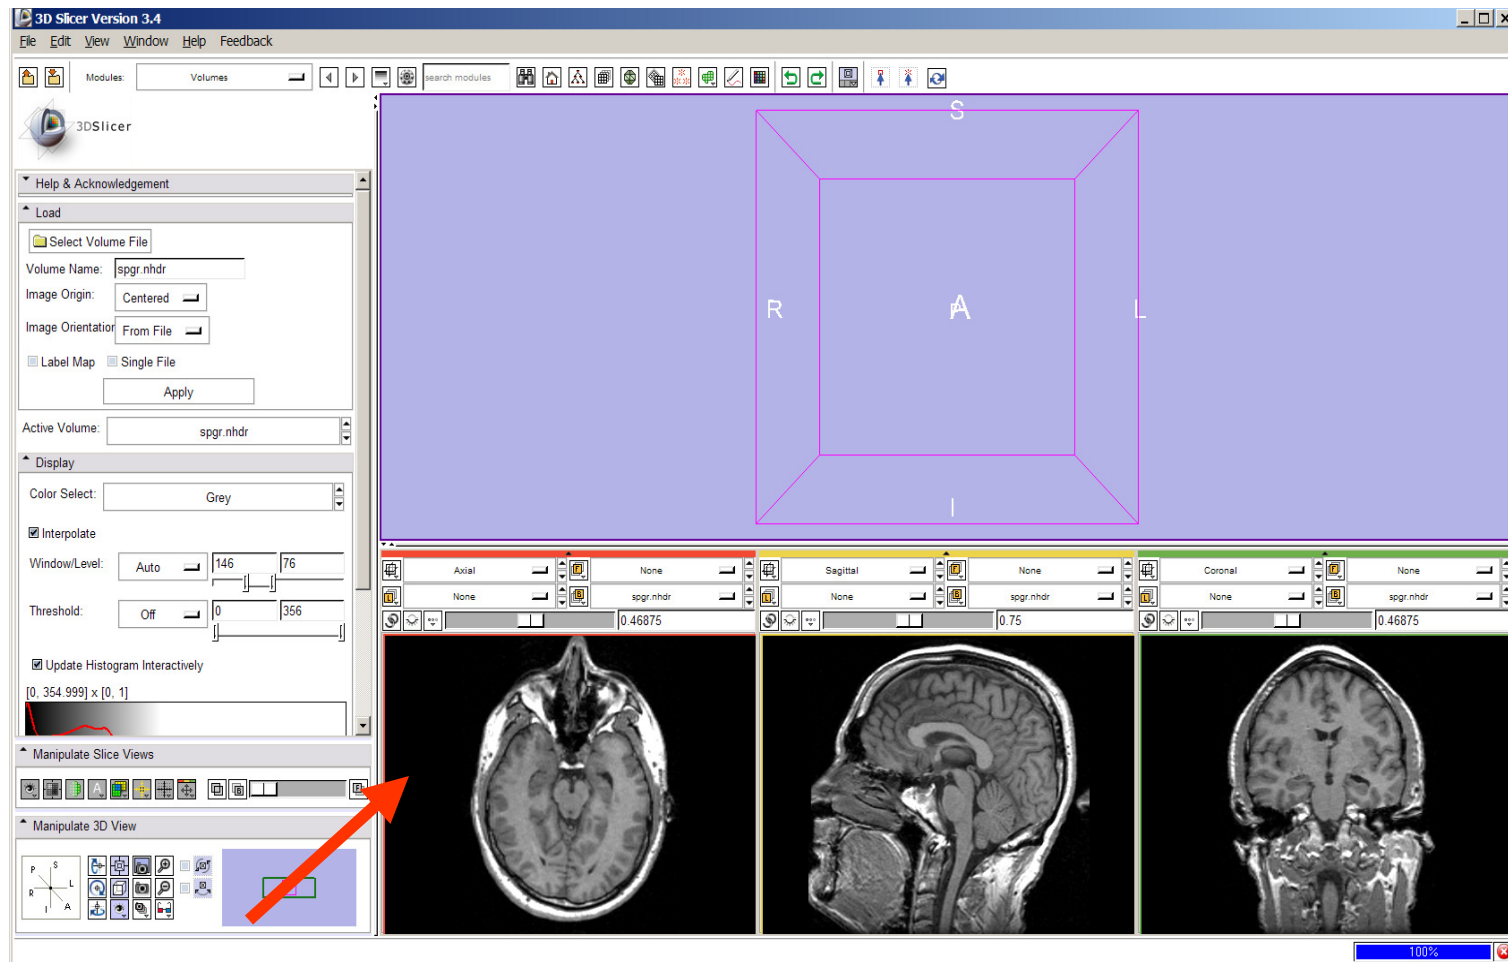 3D Slicer Version 3.4
File Edit View Window Help Feedback
Modules: Volumes search modules
3DSlicer
Help & Acknowledgement
Load
Select Volume File
Volume Name: spgr.nhdr
Image Origin: Centered
Image Orientation From File
Label Map Single File
Apply
Active Volume: spgr.nhdr
Display
Color Select: Grey
Interpolate
Window/Level: Auto 146 76
Threshold: Off 0 356
Update Histogram Interactively
[0, 354.999] x [0, 1]
Manipulate Slice Views
Manipulate 3D View
P S
R L
I A
S
R A L
I
Axial None
None spgr.nhdr
0.46875
Sagittal None
None spgr.nhdr
0.75
Coronal None
None spgr.nhdr
0.46875
100%